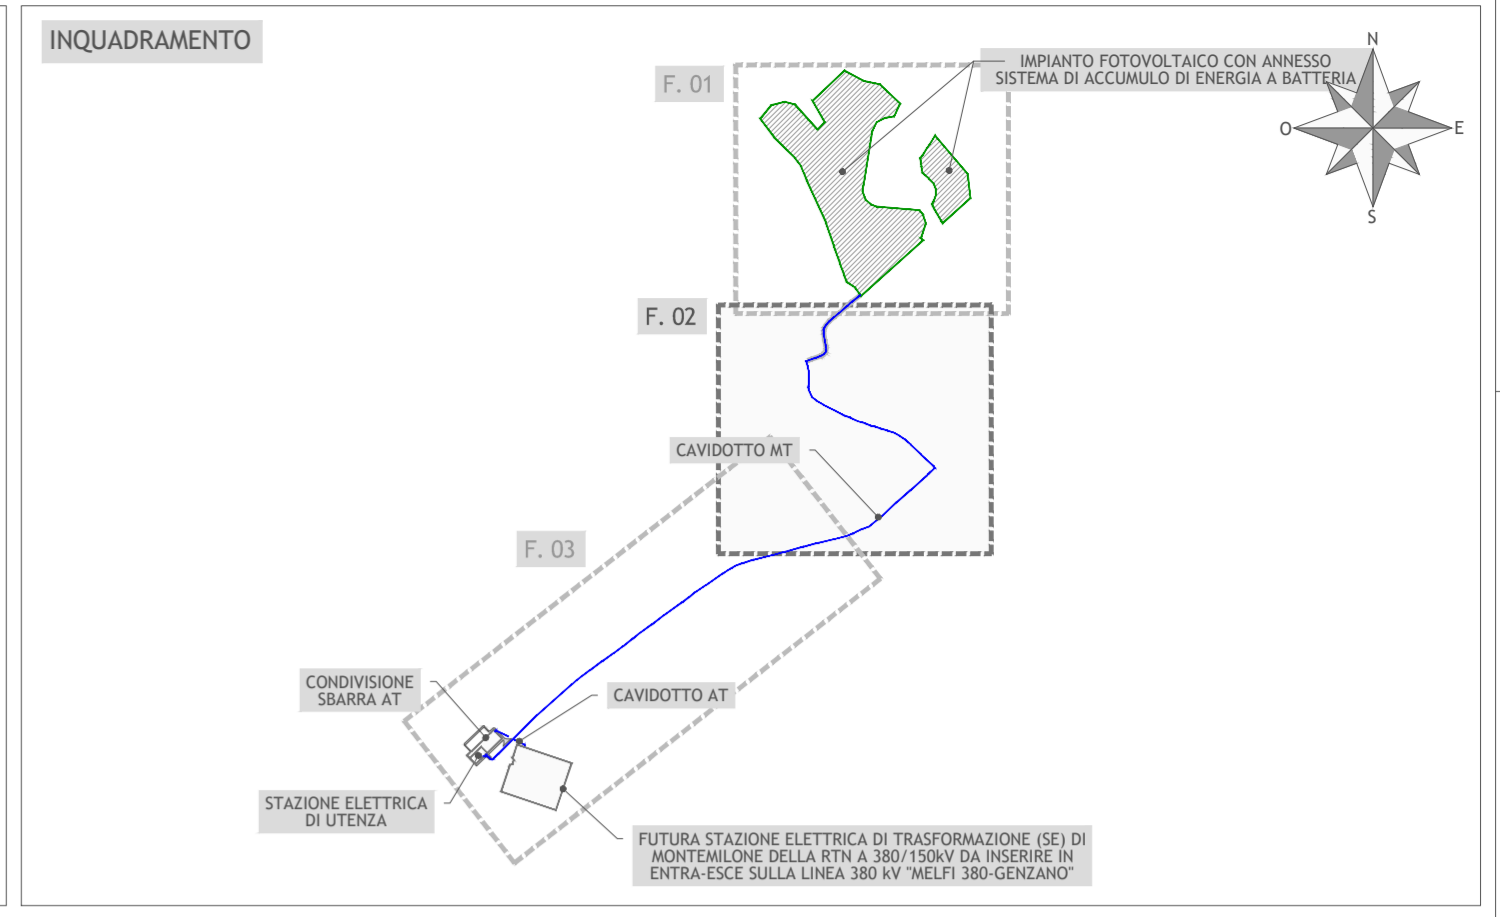 INQUADRAMENTO
N
F. 01
IMPIANTO FOTOVOLTAICO CON ANNESSO
SISTEMA DI ACCUMULO DI ENERGIA A BATTERIA
O
E
S
F. 02
CAVIDOTTO MT
F. 03
CONDIVISIONE
SBARRA AT
CAVIDOTTO AT
STAZIONE ELETTRICA
DI UTENZA
FUTURA STAZIONE ELETTRICA DI TRASFORMAZIONE (SE) DI
MONTEMILONE DELLA RTN A 380/150kV DA INSERIRE IN
ENTRA-ESCE SULLA LINEA 380 kV "MELFI 380-GENZANO"